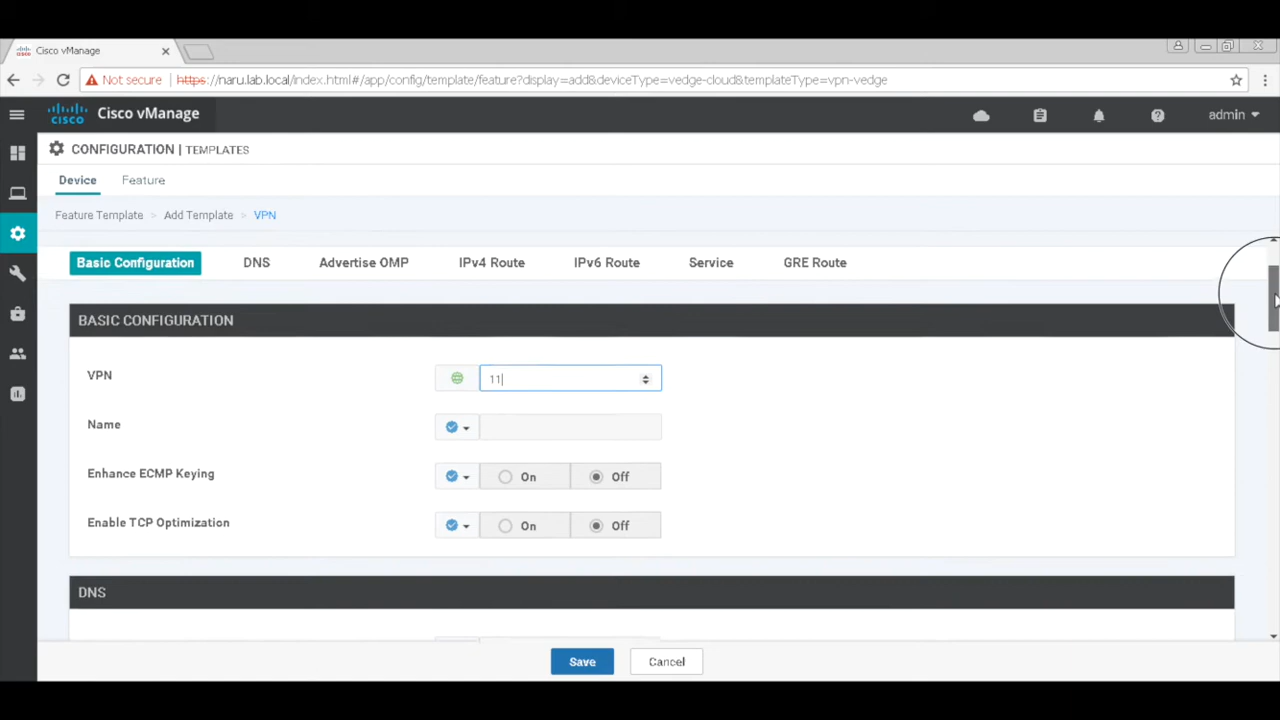 Cisco vManage
Not secure https://naru.lab.local/index.html#/app/config/template/feature?display=add&deviceType=vedge-cloud&templateType=vpn-vedge
cisco Cisco vManage admin
CONFIGURATION | TEMPLATES
Device Feature
Feature Template > Add Template > VPN
Basic Configuration DNS Advertise OMP IPv4 Route IPv6 Route Service GRE Route
BASIC CONFIGURATION
VPN 11
Name
Enhance ECMP Keying On Off
Enable TCP Optimization On Off
DNS
Save Cancel